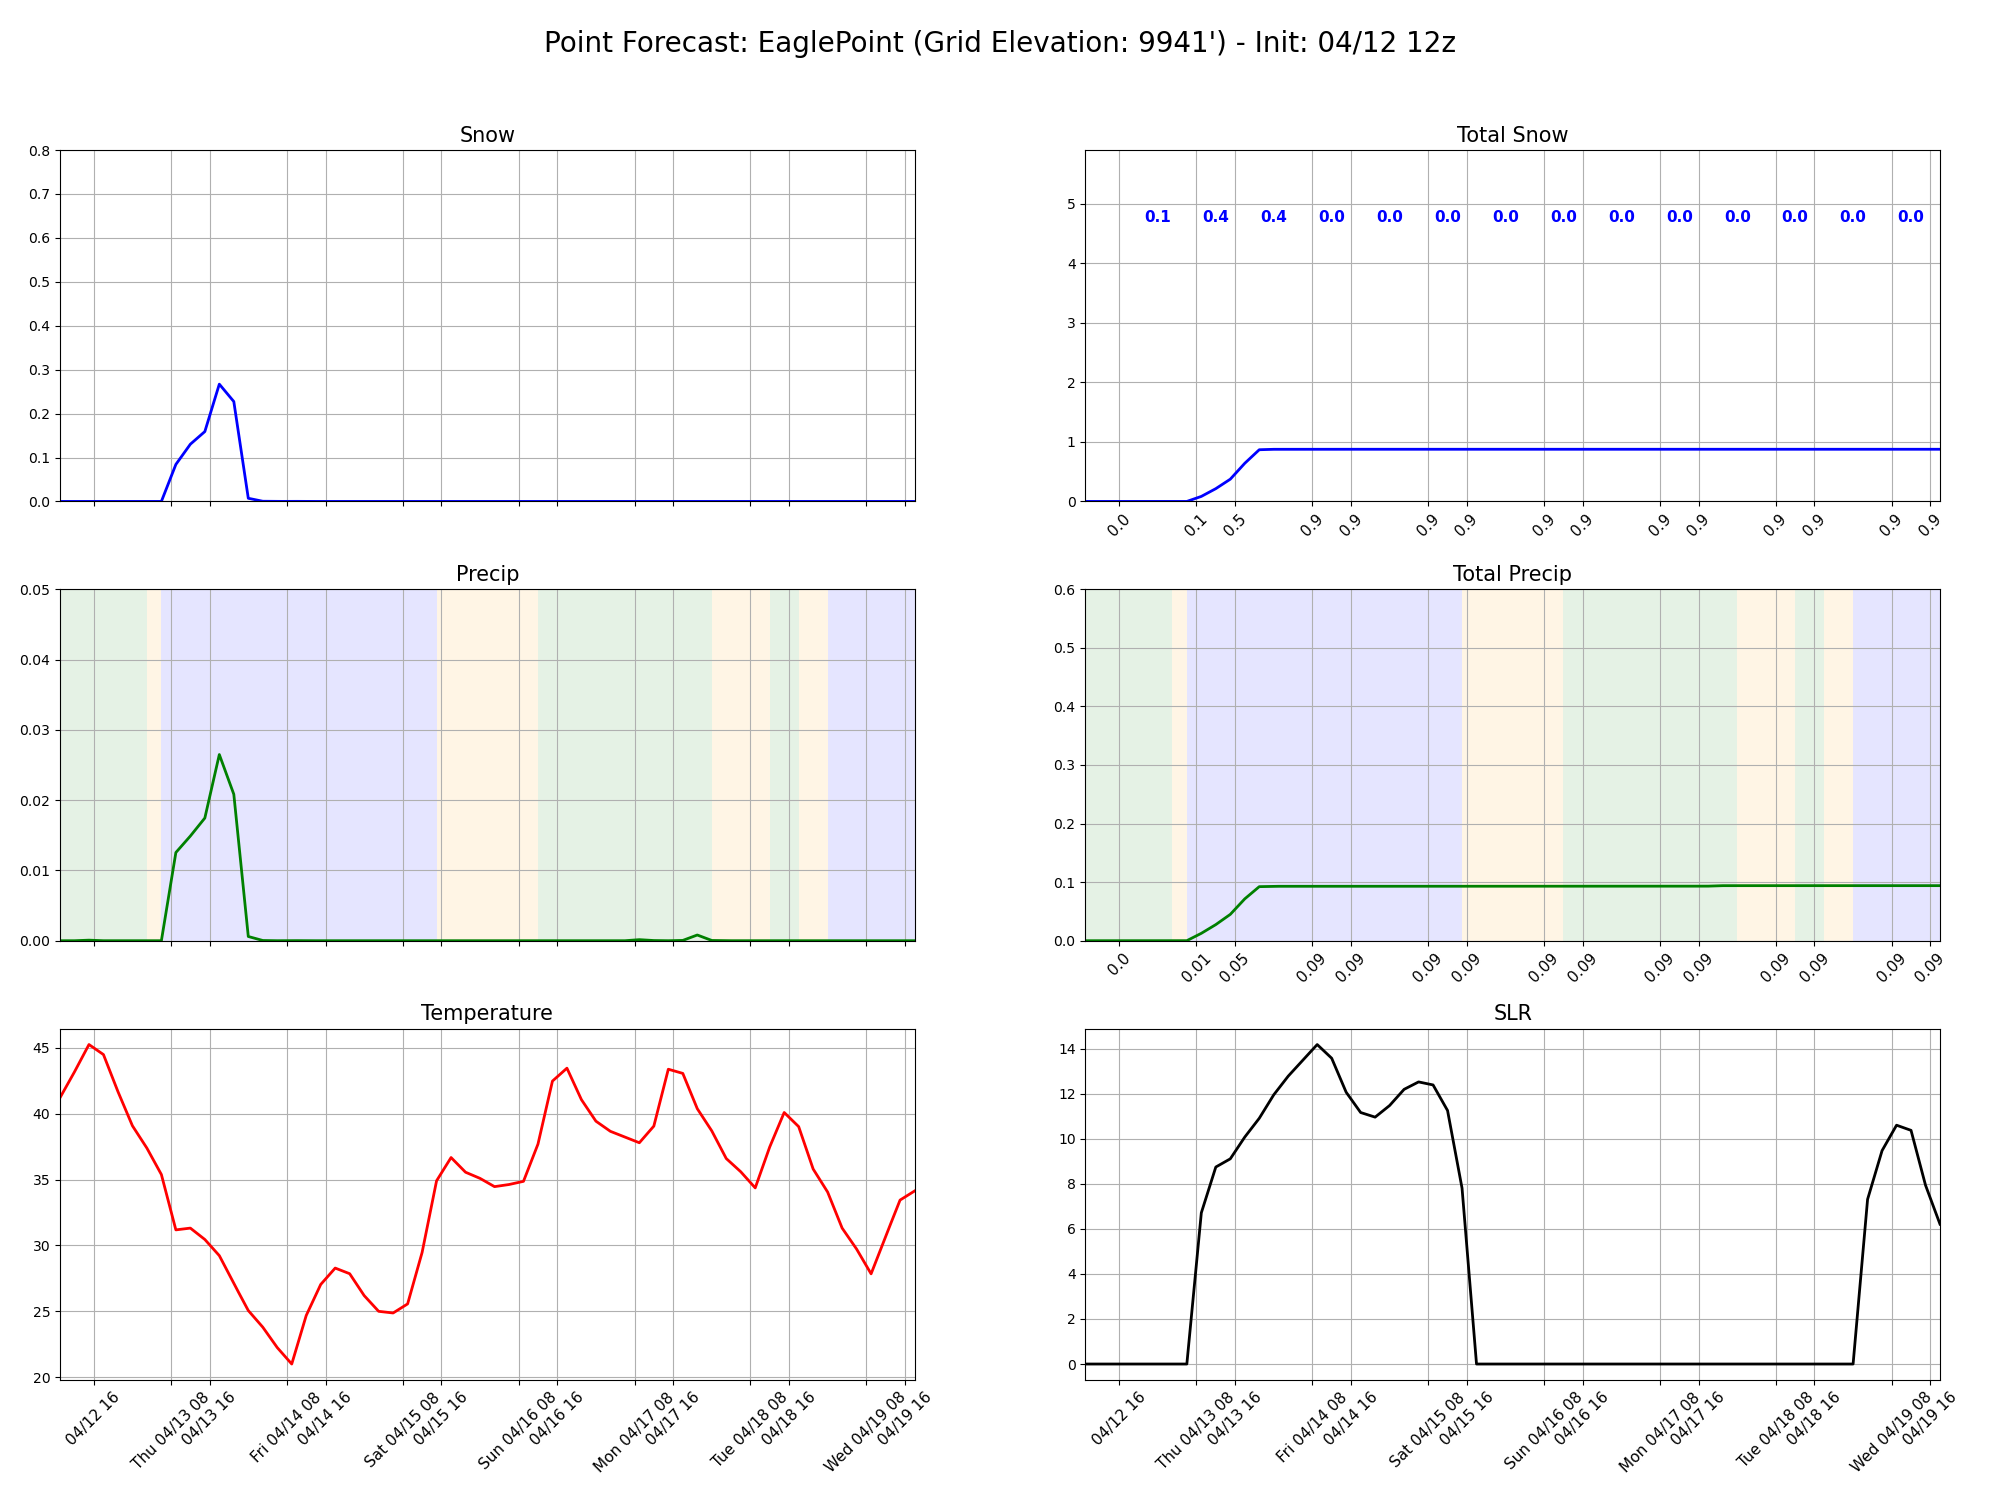 Point Forecast: EaglePoint (Grid Elevation: 9941') - Init: 04/12 12z
Snow
0.8
0.7
0.6
0.5
0.4
0.3
0.2
0.1
0.0
Total Snow
5
4
3
2
1
0
0.1 0.4 0.4 0.0 0.0 0.0 0.0 0.0 0.0 0.0 0.0 0.0 0.0 0.0
0.0 0.1 0.5 0.9 0.9 0.9 0.9 0.9 0.9 0.9 0.9 0.9 0.9 0.9 0.9
Precip
0.05
0.04
0.03
0.02
0.01
0.00
Total Precip
0.6
0.5
0.4
0.3
0.2
0.1
0.0
0.0 0.01 0.05 0.09 0.09 0.09 0.09 0.09 0.09 0.09 0.09 0.09 0.09 0.09 0.09
Temperature
45
40
35
30
25
20
04/12 16
Thu 04/13 08
04/13 16
Fri 04/14 08
04/14 16
Sat 04/15 08
04/15 16
Sun 04/16 08
04/16 16
Mon 04/17 08
04/17 16
Tue 04/18 08
04/18 16
Wed 04/19 08
04/19 16
SLR
14
12
10
8
6
4
2
0
04/12 16
Thu 04/13 08
04/13 16
Fri 04/14 08
04/14 16
Sat 04/15 08
04/15 16
Sun 04/16 08
04/16 16
Mon 04/17 08
04/17 16
Tue 04/18 08
04/18 16
Wed 04/19 08
04/19 16